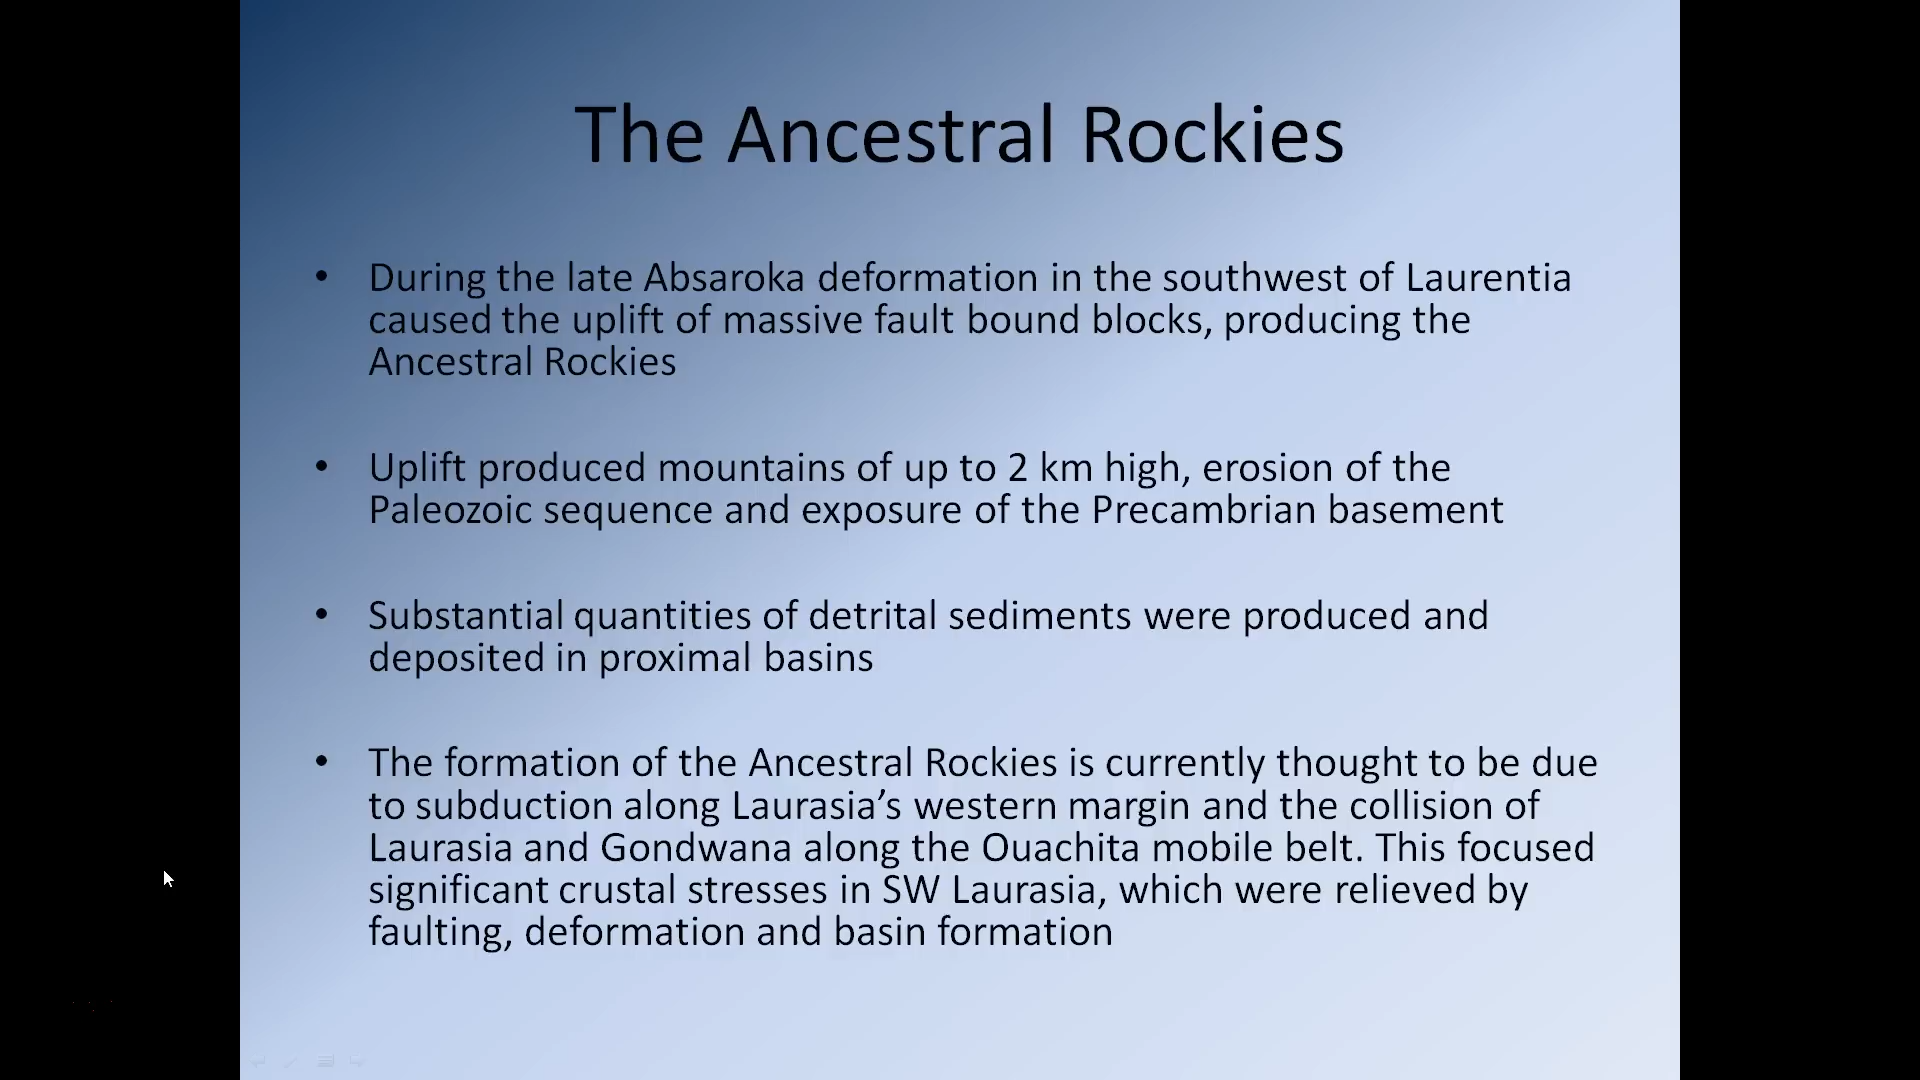 The Ancestral Rockies
• During the late Absaroka deformation in the southwest of Laurentia
caused the uplift of massive fault bound blocks, producing the
Ancestral Rockies
• Uplift produced mountains of up to 2 km high, erosion of the
Paleozoic sequence and exposure of the Precambrian basement
• Substantial quantities of detrital sediments were produced and
deposited in proximal basins
• The formation of the Ancestral Rockies is currently thought to be due
to subduction along Laurasia’s western margin and the collision of
Laurasia and Gondwana along the Ouachita mobile belt. This focused
significant crustal stresses in SW Laurasia, which were relieved by
faulting, deformation and basin formation